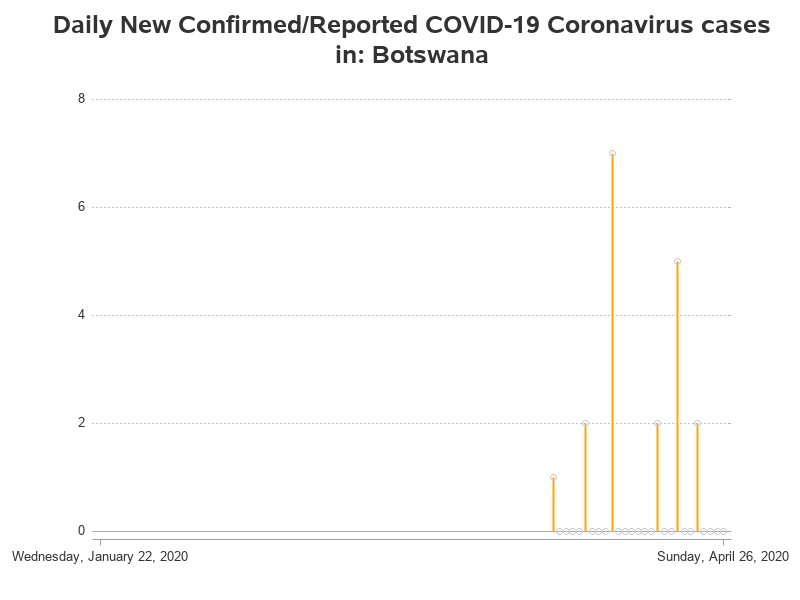 Daily New Confirmed/Reported COVID-19 Coronavirus cases
in: Botswana
8
6
4
2
0
Wednesday, January 22, 2020
Sunday, April 26, 2020